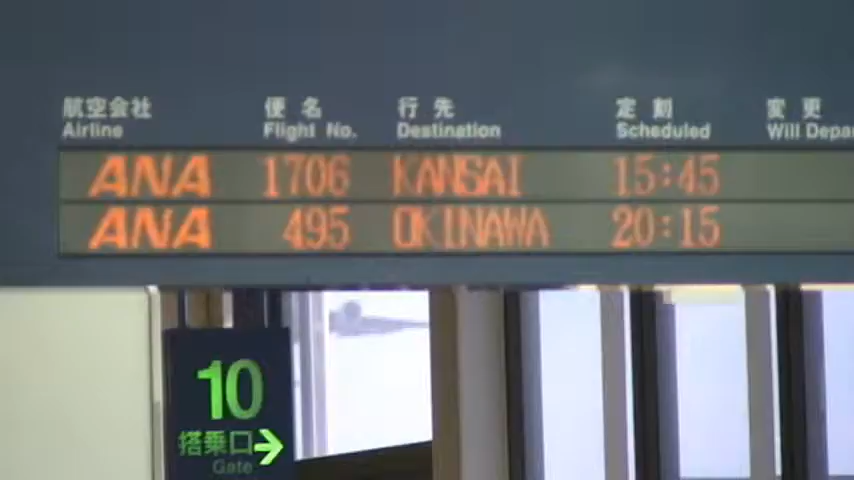 航空会社 便名 行先 定刻 変更
Airline Flight No. Destination Scheduled Will Depar
ANA 1706 KANSAI 15:45
ANA 495 OKINAWA 20:15
10
搭乗口→
Gate